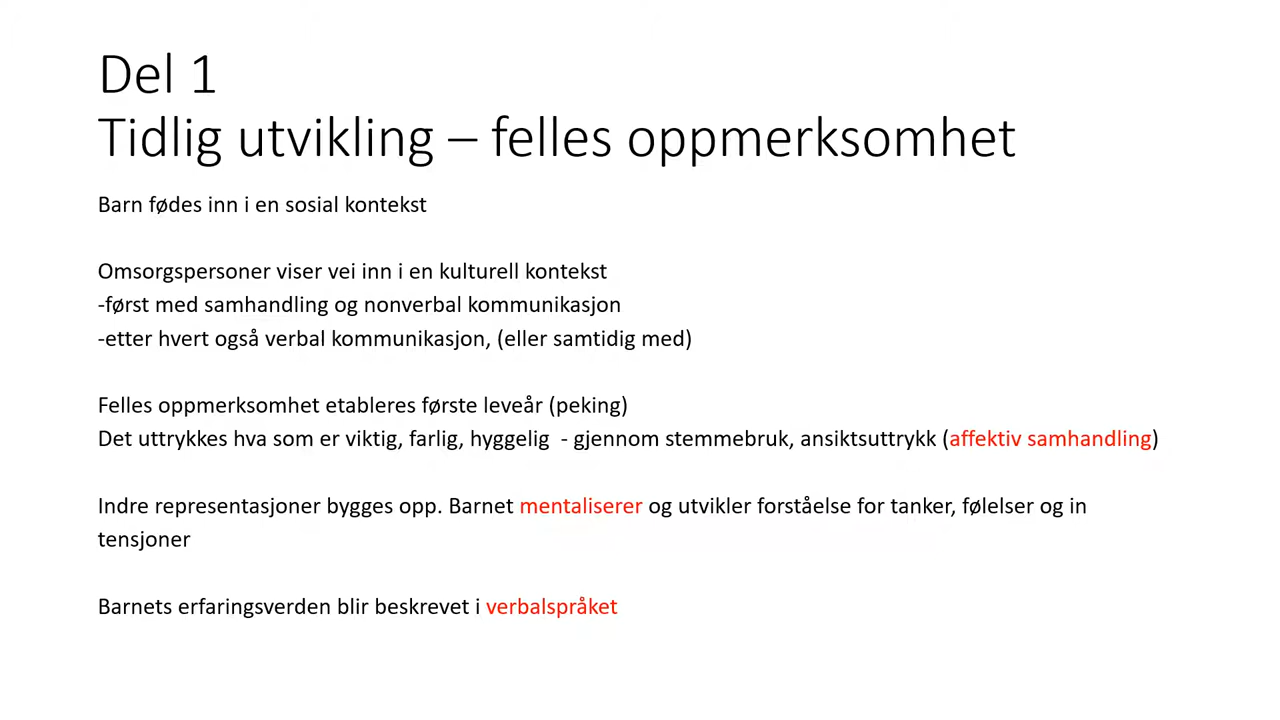 Del 1
Tidlig utvikling – felles oppmerksomhet
Barn fødes inn i en sosial kontekst
Omsorgspersoner viser vei inn i en kulturell kontekst
-først med samhandling og nonverbal kommunikasjon
-etter hvert også verbal kommunikasjon, (eller samtidig med)
Felles oppmerksomhet etableres første leveår (peking)
Det uttrykkes hva som er viktig, farlig, hyggelig  - gjennom stemmebruk, ansiktsuttrykk (affektiv samhandling)
Indre representasjoner bygges opp. Barnet mentaliserer og utvikler forståelse for tanker, følelser og in
tensjoner
Barnets erfaringsverden blir beskrevet i verbalspråket